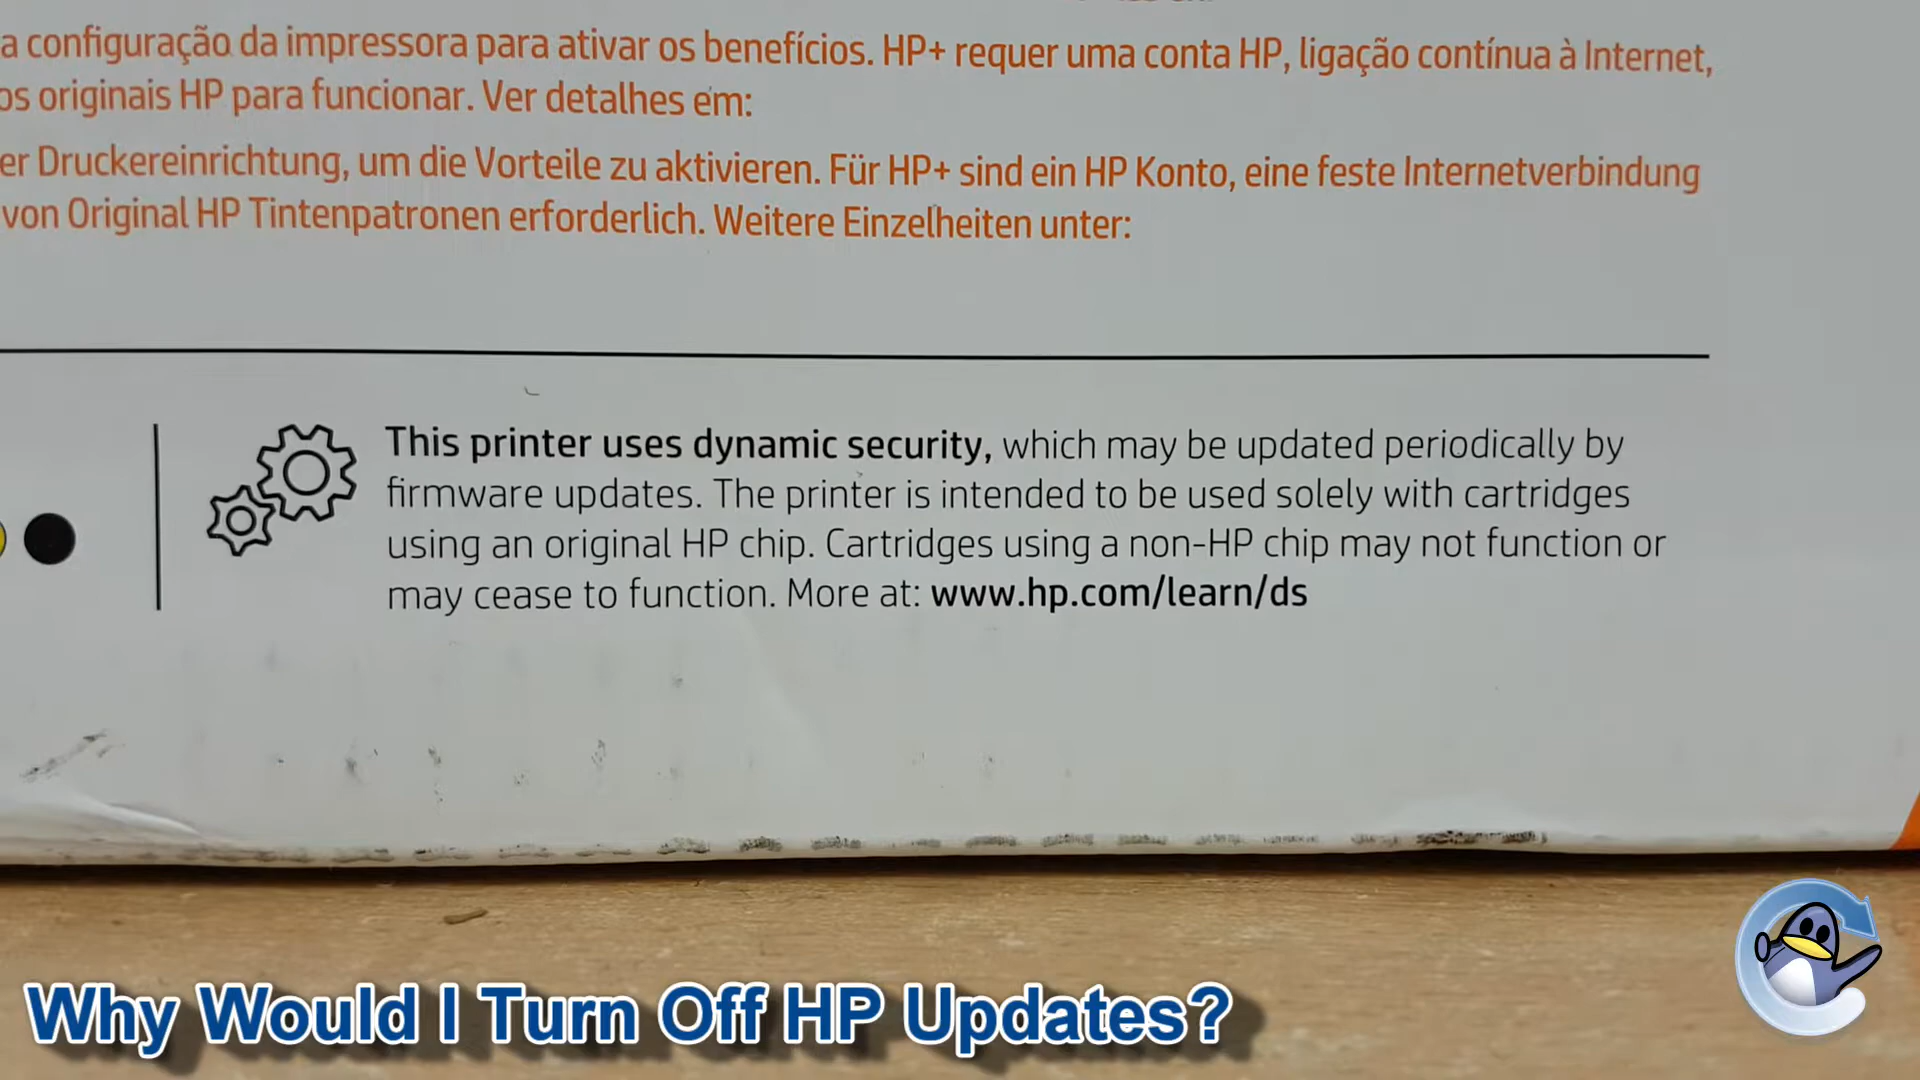 a configuração da impressora para ativar os benefícios. HP+ requer uma conta HP, ligação contínua à Internet,
os originais HP para funcionar. Ver detalhes em:
er Druckereinrichtung, um die Vorteile zu aktivieren. Für HP+ sind ein HP Konto, eine feste Internetverbindung
von Original HP Tintenpatronen erforderlich. Weitere Einzelheiten unter:
This printer uses dynamic security, which may be updated periodically by
firmware updates. The printer is intended to be used solely with cartridges
using an original HP chip. Cartridges using a non-HP chip may not function or
may cease to function. More at: www.hp.com/learn/ds
Why Would I Turn Off HP Updates?